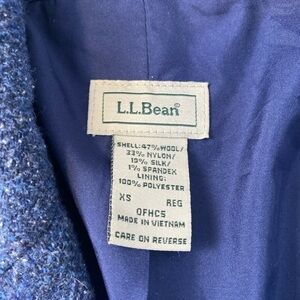 L.L.Bean®
SHELL: 47% WOOL/
33% NYLON/
19% SILK/
1% SPANDEX
LINING:
100% POLYESTER
XS REG
0FHC5
MADE IN VIETNAM
CARE ON REVERSE